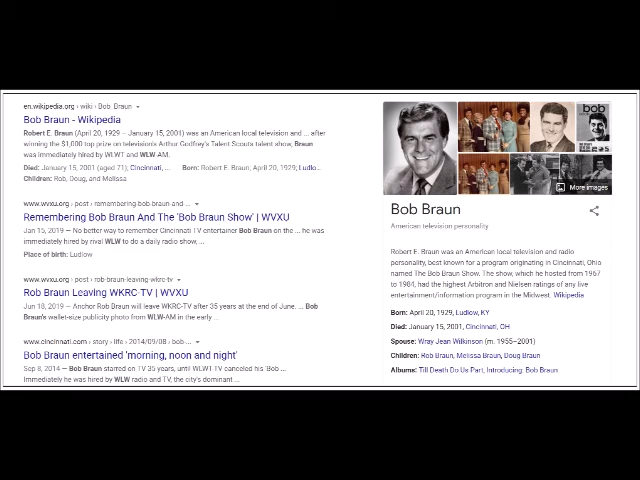 en.wikipedia.org › wiki › Bob_Braun
Bob Braun - Wikipedia
Robert E. Braun (April 20, 1929 – January 15, 2001) was an American local television and ... after
winning the $1,000 top prize on television's Arthur Godfrey's Talent Scouts talent show, Braun
was immediately hired by WLWT and WLW-AM.
Died: January 15, 2001 (aged 71); Cincinnati, ... Born: Robert E. Braun; April 20, 1929; Ludlo...
Children: Rob, Doug, and Melissa
www.wvxu.org › post › remembering-bob-braun-and-...
Remembering Bob Braun And The 'Bob Braun Show' | WVXU
Jan 15, 2019 — No better way to remember Cincinnati TV entertainer Bob Braun on the ... he was
immediately hired by rival WLW to do a daily radio show, ...
Place of birth: Ludlow
www.wvxu.org › post › rob-braun-leaving-wkrc-tv
Rob Braun Leaving WKRC-TV | WVXU
Jun 18, 2019 — Anchor Rob Braun will leave WKRC-TV after 35 years at the end of June. ... Bob
Braun's wallet-size publicity photo from WLW-AM in the early ...
www.cincinnati.com › story › life › 2014/09/08 › bob-...
Bob Braun entertained 'morning, noon and night'
Sep 8, 2014 — Bob Braun starred on TV 35 years, until WLWT TV canceled his 'Bob ...
Immediately he was hired by WLW radio and TV, the city's dominant ...
bob
More images
Bob Braun
American television personality
Robert E. Braun was an American local television and radio
personality, best known for a program originating in Cincinnati, Ohio
named The Bob Braun Show. The show, which he hosted from 1967
to 1984, had the highest Arbitron and Nielsen ratings of any live
entertainment/information program in the Midwest. Wikipedia
Born: April 20, 1929, Ludlow, KY
Died: January 15, 2001, Cincinnati, OH
Spouse: Wray Jean Wilkinson (m. 1955–2001)
Children: Rob Braun, Melissa Braun, Doug Braun
Albums: Till Death Do Us Part, Introducing: Bob Braun